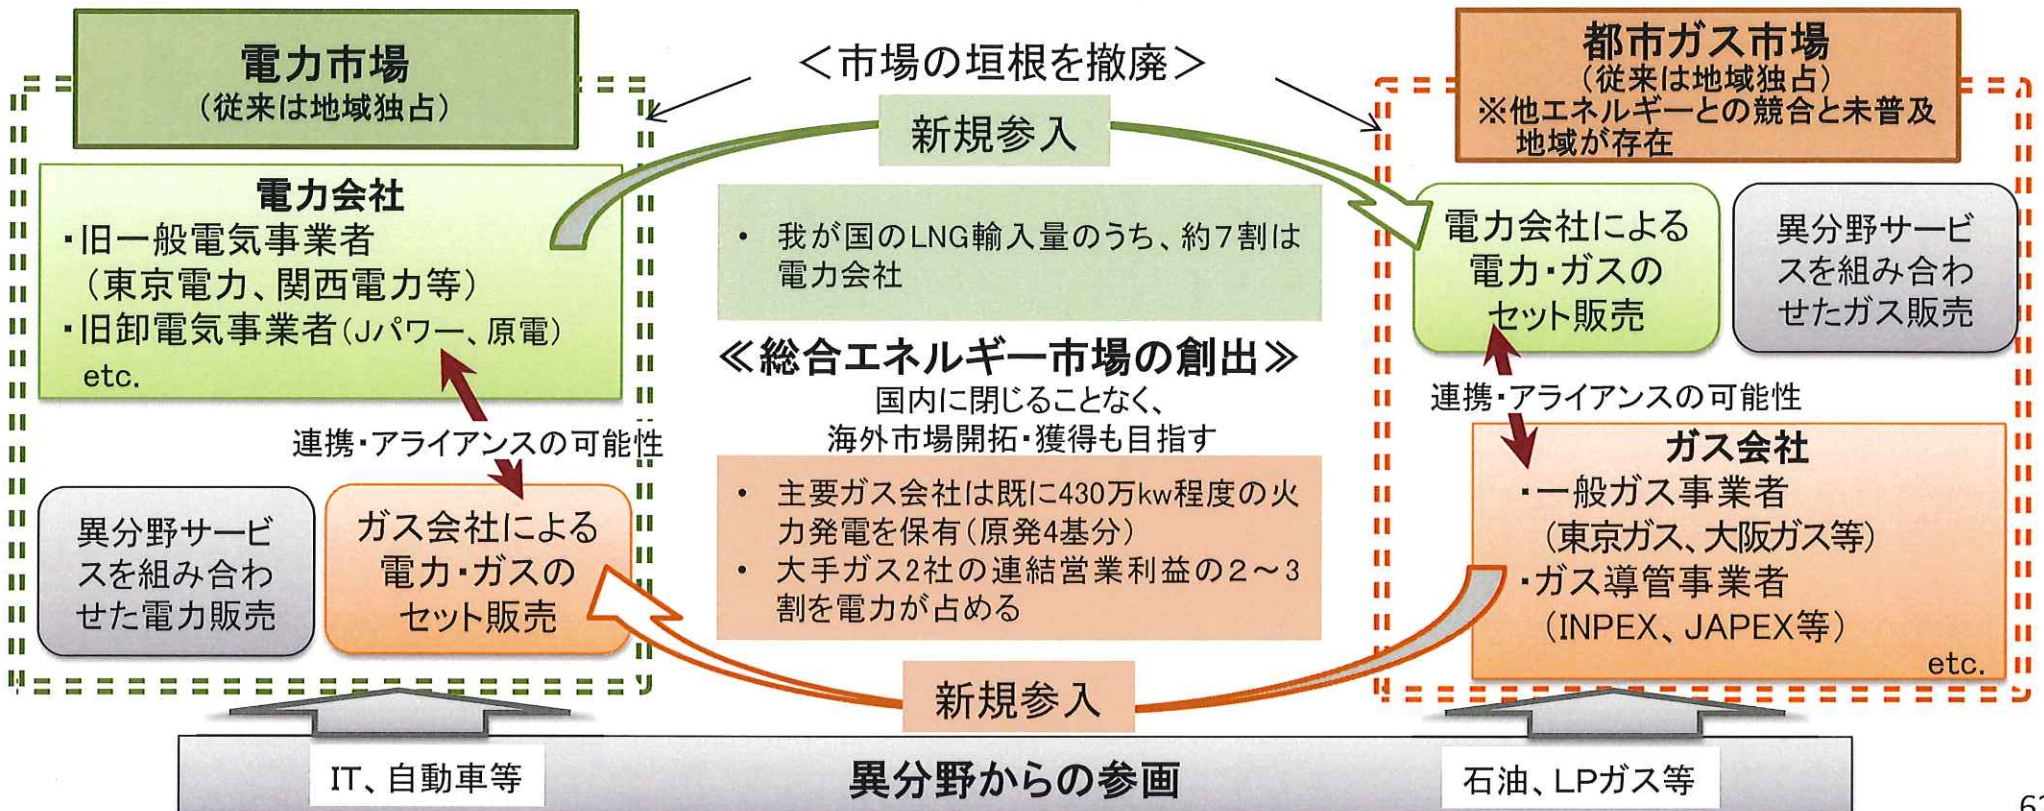 電力市場
(従来は地域独占)
＜市場の垣根を撤廃＞
都市ガス市場
(従来は地域独占)
※他エネルギーとの競合と未普及
地域が存在
新規参入
電力会社
・旧一般電気事業者
(東京電力、関西電力等)
・旧卸電気事業者(Jパワー、原電)
etc.
連携・アライアンスの可能性
異分野サービ
スを組み合わ
せた電力販売
ガス会社による
電力・ガスの
セット販売
• 我が国のLNG輸入量のうち、約7割は
電力会社
≪総合エネルギー市場の創出≫
国内に閉じることなく、
海外市場開拓・獲得も目指す
• 主要ガス会社は既に430万kw程度の火
力発電を保有(原発4基分)
• 大手ガス2社の連結営業利益の2～3
割を電力が占める
新規参入
電力会社による
電力・ガスの
セット販売
異分野サービ
スを組み合わ
せたガス販売
連携・アライアンスの可能性
ガス会社
・一般ガス事業者
(東京ガス、大阪ガス等)
・ガス導管事業者
(INPEX、JAPEX等)
etc.
IT、自動車等
異分野からの参画
石油、LPガス等